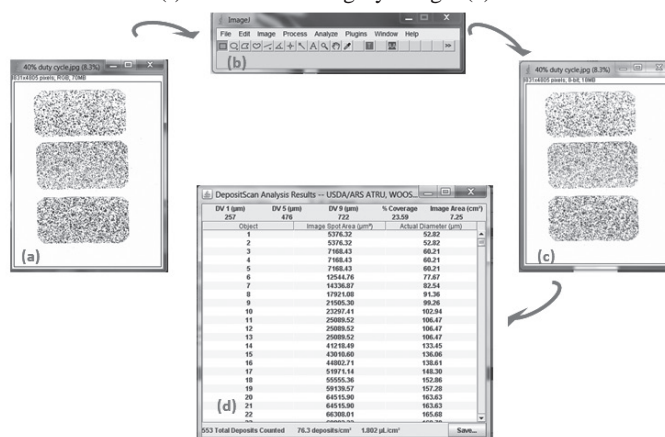 ImageJ
File Edit Image Process Analyze Plugins Window Help
(b)
40% duty cycle.jpg (8.3%)
(a)
40% duty cycle.jpg (8.3%)
(c)
DepositScan Analysis Results -- USDA/ARS ATRU, WOOS...
DV 1 (µm) DV 5 (µm) DV 9 (µm) % Coverage Image Area (cm²)
257 476 722 23.59 7.25
Object Image Spot Area (µm²) Actual Diameter (µm)
1 5376.32 52.82
2 5376.32 52.82
3 7168.43 60.21
4 7168.43 60.21
5 7168.43 60.21
6 12544.76 77.67
7 14336.87 82.54
8 17921.08 91.36
9 21505.30 99.26
10 23297.41 102.94
11 25089.52 106.47
12 25089.52 106.47
13 25089.52 106.47
14 41218.49 133.45
15 43010.60 136.06
16 44802.71 138.61
17 51971.14 148.30
18 55555.36 152.86
19 59139.57 157.28
20 64515.90 163.63
21 64515.90 163.63
22 66308.01 165.68
(d)
553 Total Deposits Counted 76.3 deposits/cm² 1.802 µL/cm² Save...